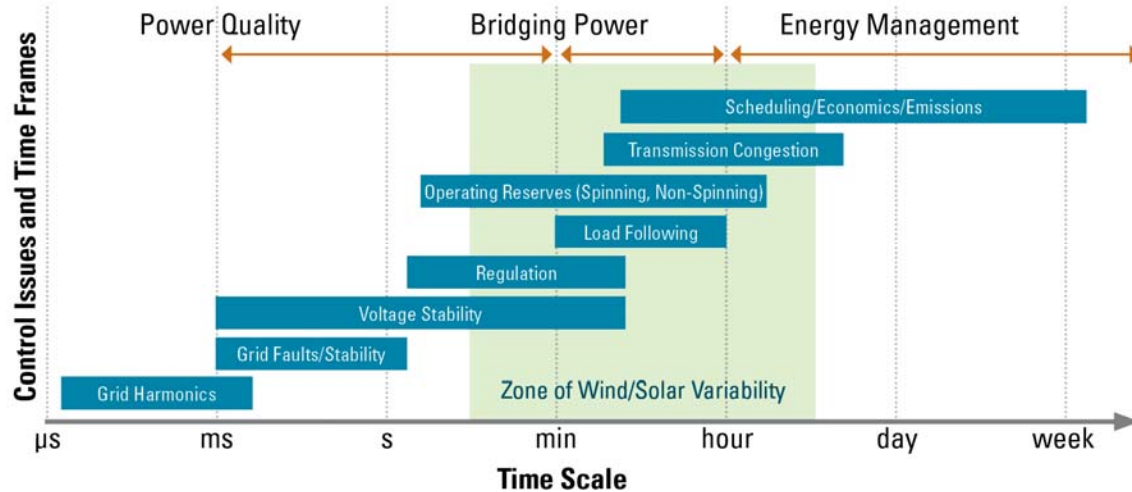 Power Quality
Bridging Power
Energy Management
Control Issues and Time Frames
Scheduling/Economics/Emissions
Transmission Congestion
Operating Reserves (Spinning, Non-Spinning)
Load Following
Regulation
Voltage Stability
Grid Faults/Stability
Grid Harmonics
Zone of Wind/Solar Variability
µs ms s min hour day week
Time Scale